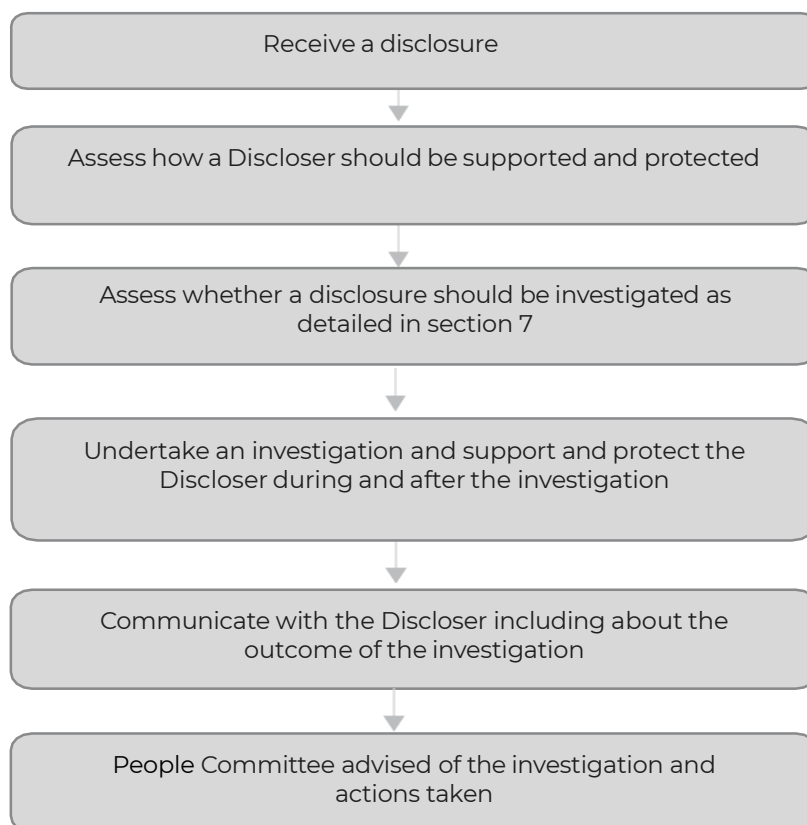 Receive a disclosure
Assess how a Discloser should be supported and protected
Assess whether a disclosure should be investigated as
detailed in section 7
Undertake an investigation and support and protect the
Discloser during and after the investigation
Communicate with the Discloser including about the
outcome of the investigation
People Committee advised of the investigation and
actions taken